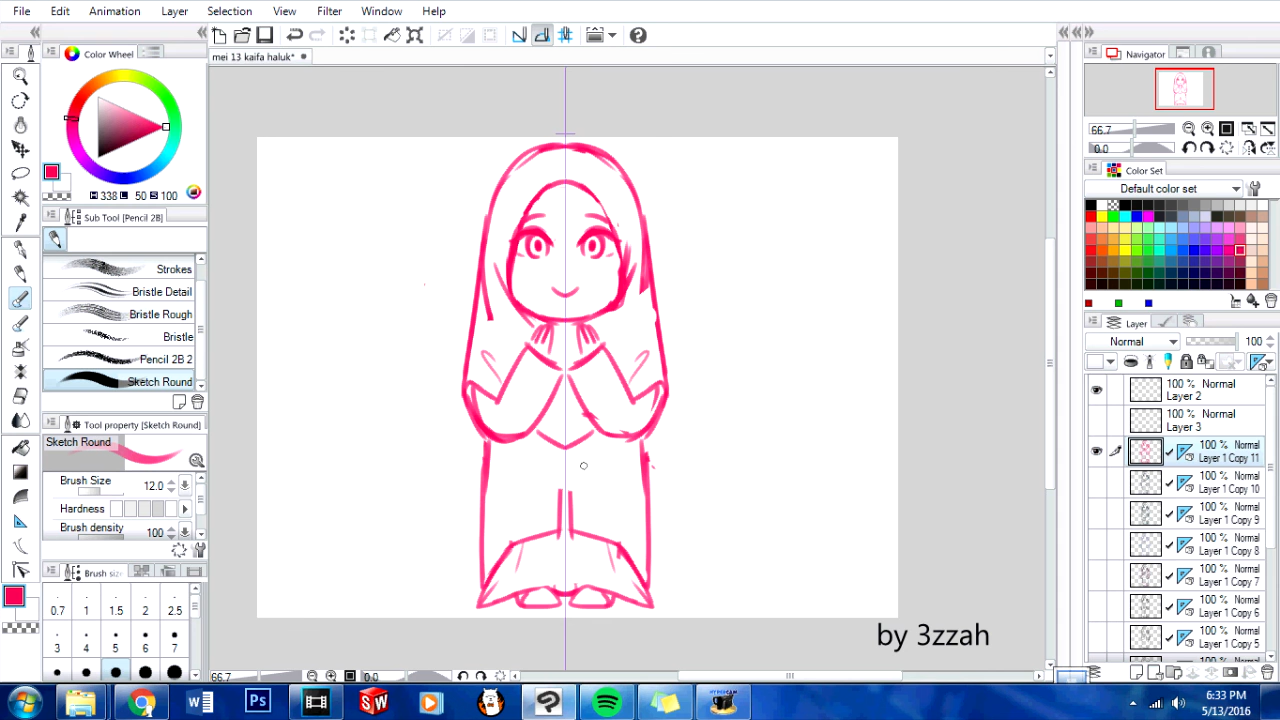 File Edit Animation Layer Selection View Filter Window Help
mei 13 kaifa haluk*
Color Wheel
338 50 100
Sub Tool [Pencil 2B]
Strokes
Bristle Detail
Bristle Rough
Bristle
Pencil 2B 2
Sketch Round
Tool property [Sketch Round]
Sketch Round
Brush Size 12.0
Hardness
Brush density 100
Brush size
0.7 1 1.5 2 2.5
3 4 5 6 7
66.7 0.0
by 3zzah
Navigator
66.7
0.0
Color Set
Default color set
Layer
Normal 100
100 % Normal
Layer 2
100 % Normal
Layer 3
100 % Normal
Layer 1 Copy 11
100 % Normal
Layer 1 Copy 10
100 % Normal
Layer 1 Copy 9
100 % Normal
Layer 1 Copy 8
100 % Normal
Layer 1 Copy 7
100 % Normal
Layer 1 Copy 6
100 % Normal
Layer 1 Copy 5
100 % Normal
Ps
SW
6:33 PM
5/13/2016